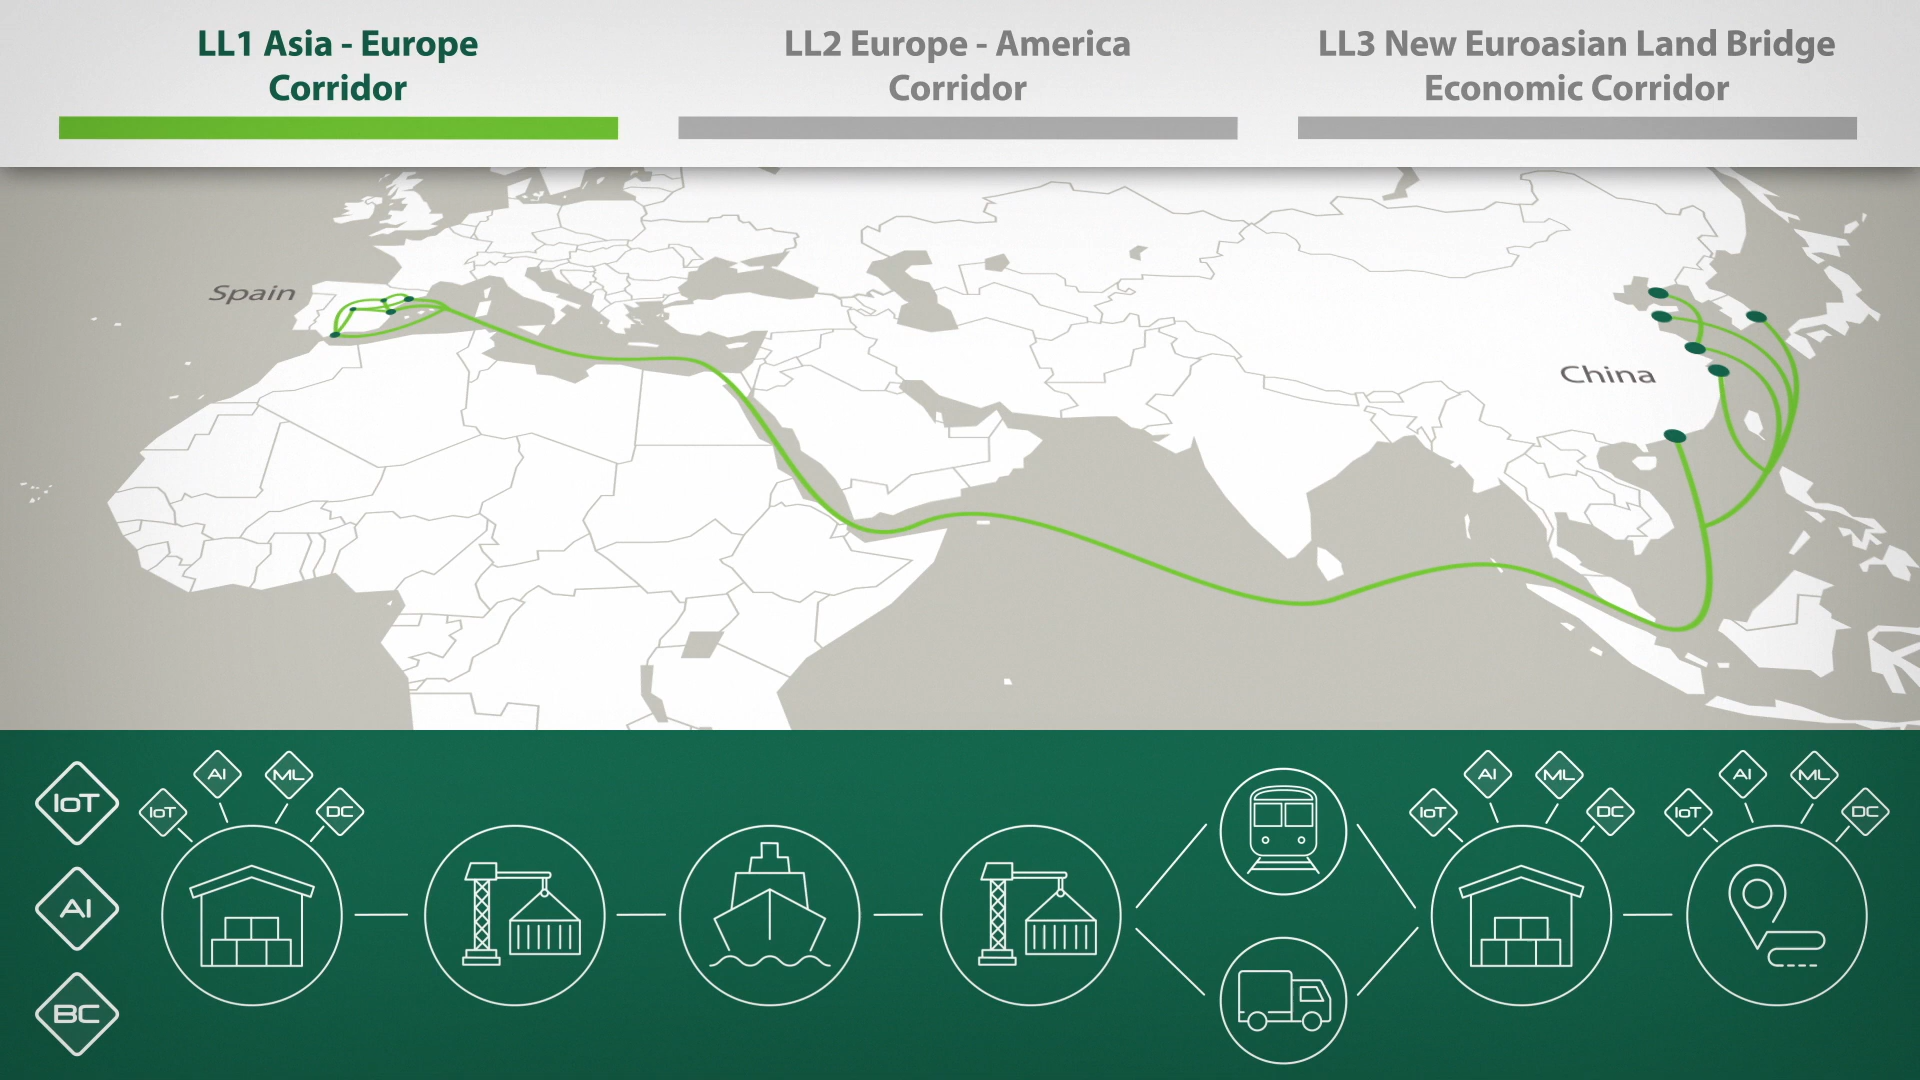 LL1 Asia - Europe
Corridor
LL2 Europe - America
Corridor
LL3 New Euroasian Land Bridge
Economic Corridor
Spain
China
IoT
AI
BC
IoT
AI
ML
DC
IoT
AI
ML
DC
IoT
AI
ML
DC